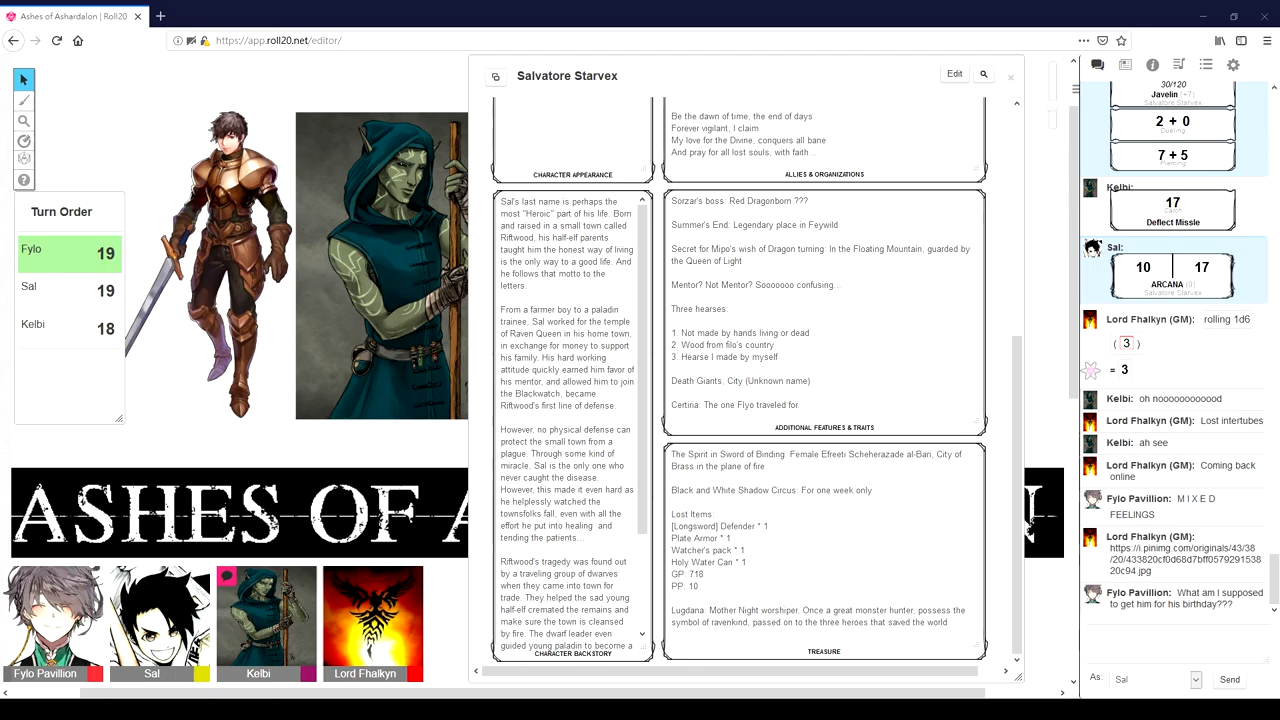 Ashes of Ashardalon | Roll20
https://app.roll20.net/editor/
Turn Order
Fylo 19
Sal 19
Kelbi 18
ASHES OF A
N
Fylo Pavillion
Sal
Kelbi
Lord Fhalkyn
Salvatore Starvex
Edit
CHARACTER APPEARANCE
Be the dawn of time, the end of days
Forever vigilant, I claim
My love for the Divine, conquers all bane
And pray for all lost souls, with faith ..
ALLIES & ORGANIZATIONS
Sal's last name is perhaps the
most "Heroic" part of his life. Born
and raised in a small town called
Riftwood, his half-elf parents
taught him the honest way of living
is the only way to a good life. And
he follows that motto to the
letters.
From a farmer boy to a paladin
trainee, Sal worked for the temple
of Raven Queen in his home town,
in exchange for money to support
his family. His hard working
attitude quickly earned him favor of
his mentor, and allowed him to join
the Blackwatch, became
Riftwood's first line of defense.
However, no physical defense can
protect the small town from a
plague. Through some kind of
miracle, Sal is the only one who
never caught the disease.
However, this made it even hard as
he helplessly watched the
townsfolks fall, even with all the
effort he put into healing and
tending the patients...
Riftwood's tragedy was found out
by a traveling group of dwarves
when they came into town for
trade. They helped the sad young
half-elf cremated the remains and
make sure the town is cleansed
by fire. The dwarf leader even
guided young paladin to become a
CHARACTER BACKSTORY
Sorzar's boss: Red Dragonborn ???
Summer's End: Legendary place in Feywild
Secret for Mipo's wish of Dragon turning: In the Floating Mountain, guarded by
the Queen of Light
Mentor? Not Mentor? Sooooooo confusing...
Three hearses:
1. Not made by hands living or dead
2. Wood from filo's country
3. Hearse I made by myself
Death Giants, City (Unknown name)
Certina: The one Flyo traveled for.
ADDITIONAL FEATURES & TRAITS
The Spirit in Sword of Binding Female Efreeti Scheherazade al-Bari, City of
Brass in the plane of fire
Black and White Shadow Circus: For one week only
Lost Items:
[Longsword] Defender * 1
Plate Armor * 1
Watcher's pack * 1
Holy Water Can * 1
GP: 718
PP: 10
Lugdana: Mother Night worshiper, Once a great monster hunter, possess the
symbol of ravenkind, passed on to the three heroes that saved the world
TREASURE
30/120
Javelin (+7)
Salvatore Starvex
2 + 0
Dueling
7 + 5
Piercing
Kelbi:
17
Catch
Deflect Missle
Sal:
10 17
ARCANA (0)
Salvatore Starvex
Lord Fhalkyn (GM): rolling 1d6
( 3 )
= 3
Kelbi: oh nooooooooood
Lord Fhalkyn (GM): Lost intertubes
Kelbi: ah see
Lord Fhalkyn (GM): Coming back
online
Fylo Pavillion: M I X E D
FEELINGS
Lord Fhalkyn (GM):
https://i.pinimg.com/originals/43/38
/20/433820cf0d68d7bff0579291538
20c94.jpg
Fylo Pavillion: What am I supposed
to get him for his birthday???
As: Sal Send